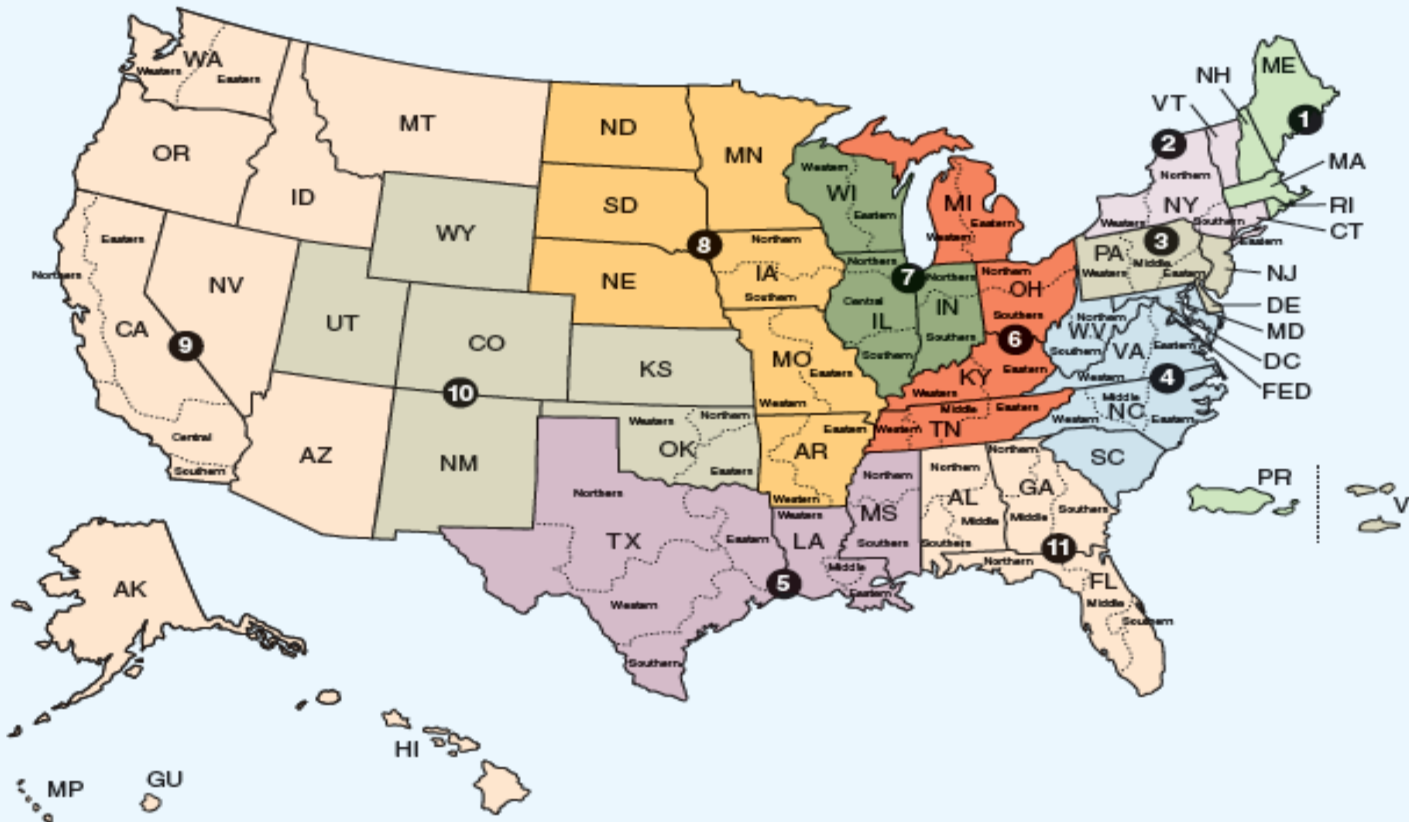 WA
Western
Eastern
MT
ND
MN
OR
ID
SD
WY
NV
UT
CO
NE
KS
Northern
IA
Southern
8
Eastern
Northern
CA
9
Central
Southern
AZ
10
NM
MO
Eastern
Western
Western
Northern
OK
Eastern
AR
Eastern
Western
Northern
TX
Eastern
Western
Southern
5
Western
LA
Middle
Eastern
Northern
MS
Southern
Western
WI
Eastern
7
Northern
Central
IL
Southern
Northern
IN
Southern
MI
Western
Eastern
Northern
OH
Southern
6
KY
Eastern
Western
Middle
Eastern
Western
TN
Northern
AL
Middle
Southern
Northern
GA
Middle
Southern
11
Northern
FL
Middle
Southern
ME
1
NH
VT
2
Northern
NY
Western
Southern
Eastern
MA
RI
CT
3
PA
Middle
Western
Eastern
NJ
DE
MD
DC
FED
Northern
W.V.
Southern
VA
Eastern
Western
4
Middle
NC
Western
Eastern
SC
PR
V
AK
HI
MP
GU